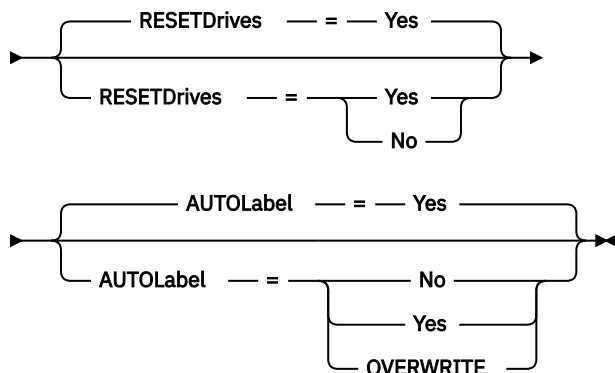 RESETDrives = Yes
RESETDrives = Yes
No
AUTOLabel = Yes
AUTOLabel = No
Yes
OVERWRITE